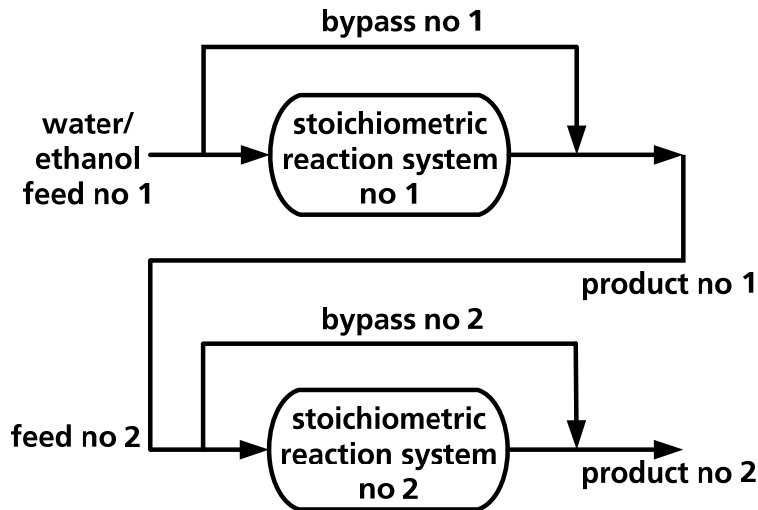 bypass no 1
water/
ethanol
feed no 1
stoichiometric
reaction system
no 1
product no 1
bypass no 2
feed no 2
stoichiometric
reaction system
no 2
product no 2